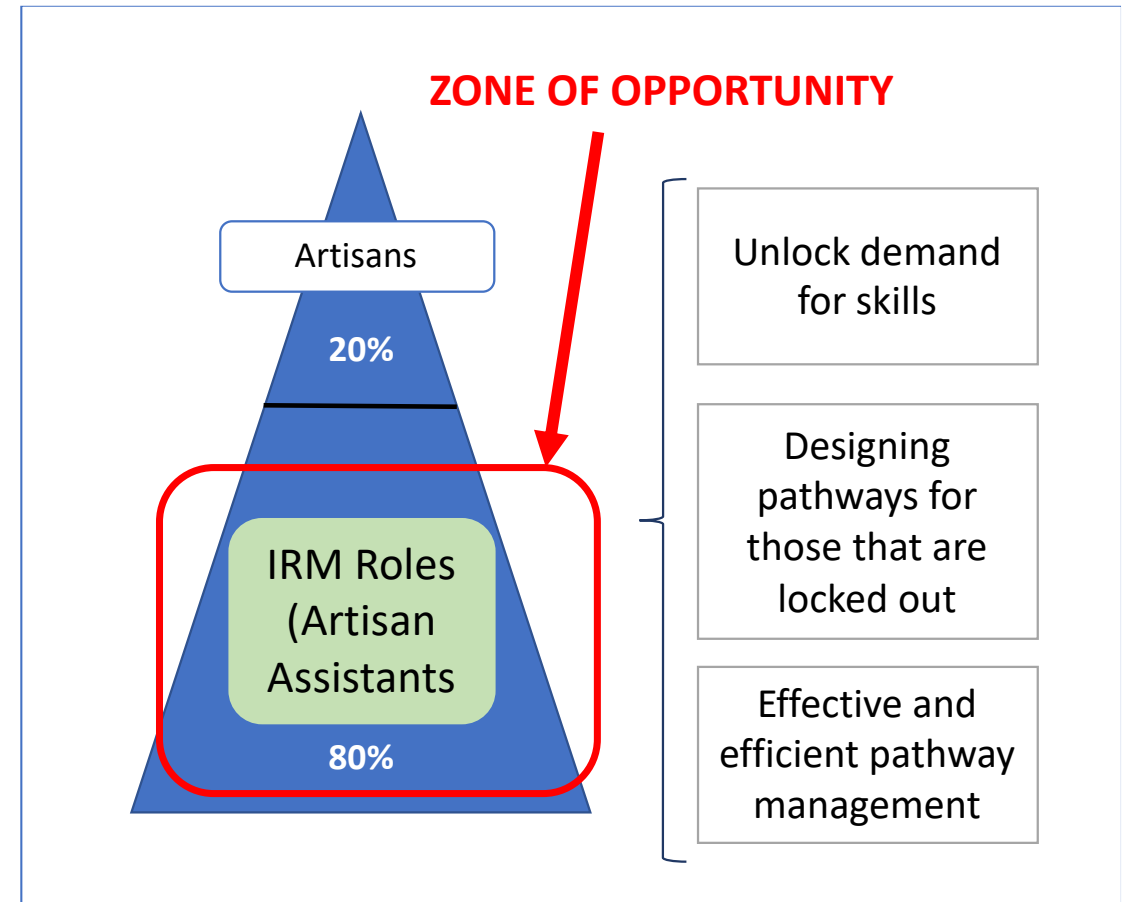 ZONE OF OPPORTUNITY
Artisans
20%
IRM Roles
(Artisan
Assistants
80%
Unlock demand
for skills
Designing
pathways for
those that are
locked out
Effective and
efficient pathway
management